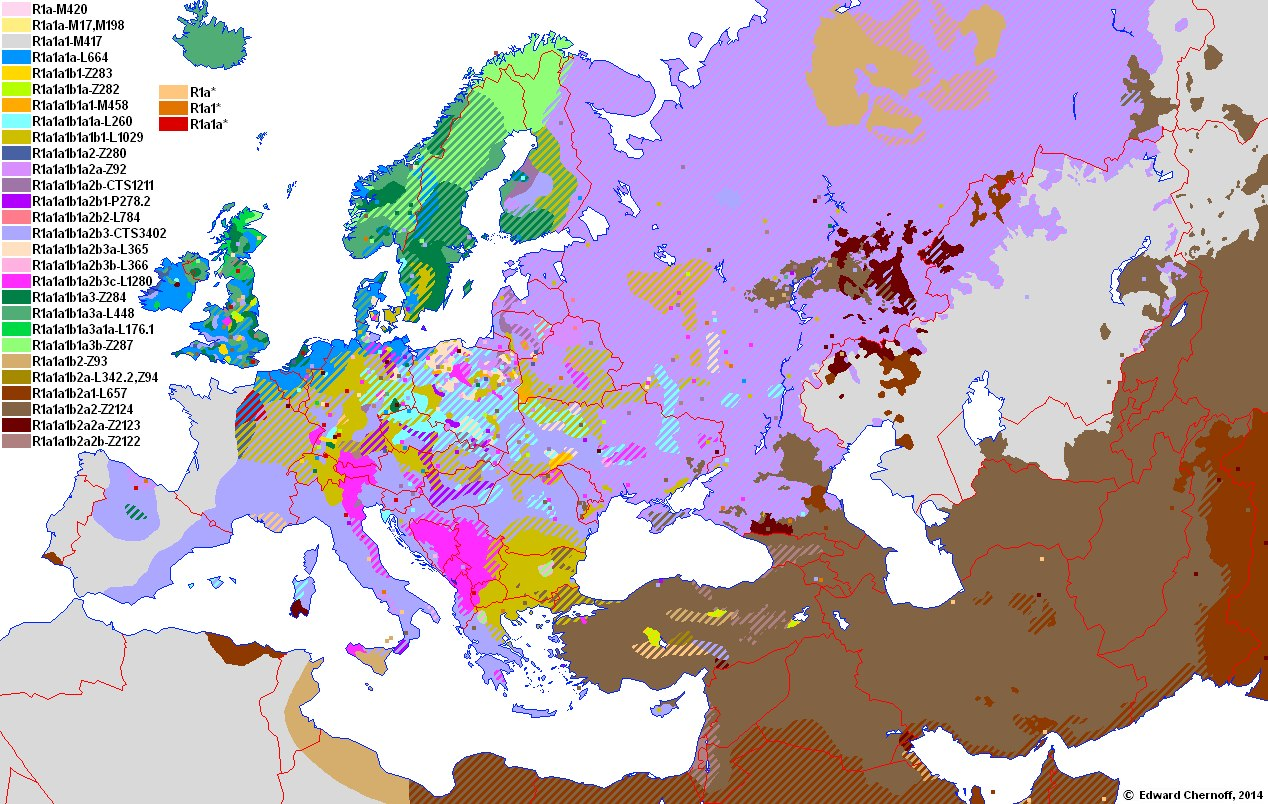 R1a-M420
R1a1a-M17,M198
R1a1a1-M417
R1a1a1a-L664
R1a1a1b1-Z283
R1a1a1b1a-Z282
R1a1a1b1a1-M458
R1a1a1b1a1a-L260
R1a1a1b1a1b1-L1029
R1a1a1b1a2-Z280
R1a1a1b1a2a-Z92
R1a1a1b1a2b-CTS1211
R1a1a1b1a2b1-P278.2
R1a1a1b1a2b2-L784
R1a1a1b1a2b3-CTS3402
R1a1a1b1a2b3a-L365
R1a1a1b1a2b3b-L366
R1a1a1b1a2b3c-L1280
R1a1a1b1a3-Z284
R1a1a1b1a3a-L448
R1a1a1b1a3a1a-L176.1
R1a1a1b1a3b-Z287
R1a1a1b2-Z93
R1a1a1b2a-L342.2,Z94
R1a1a1b2a1-L657
R1a1a1b2a2-Z2124
R1a1a1b2a2a-Z2123
R1a1a1b2a2b-Z2122
R1a*
R1a1*
R1a1a*
© Edward Chernoff, 2014